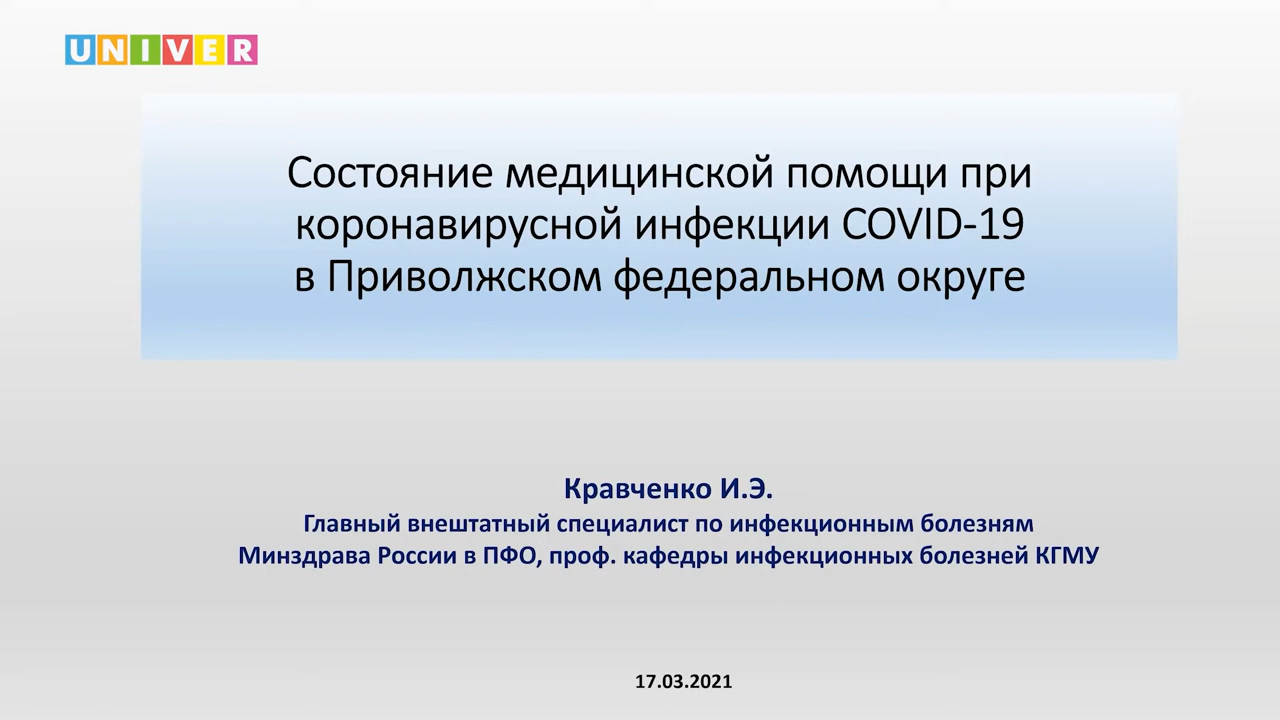 UNIVER
Состояние медицинской помощи при
коронавирусной инфекции COVID-19
в Приволжском федеральном округе
Кравченко И.Э.
Главный внештатный специалист по инфекционным болезням
Минздрава России в ПФО, проф. кафедры инфекционных болезней КГМУ
17.03.2021